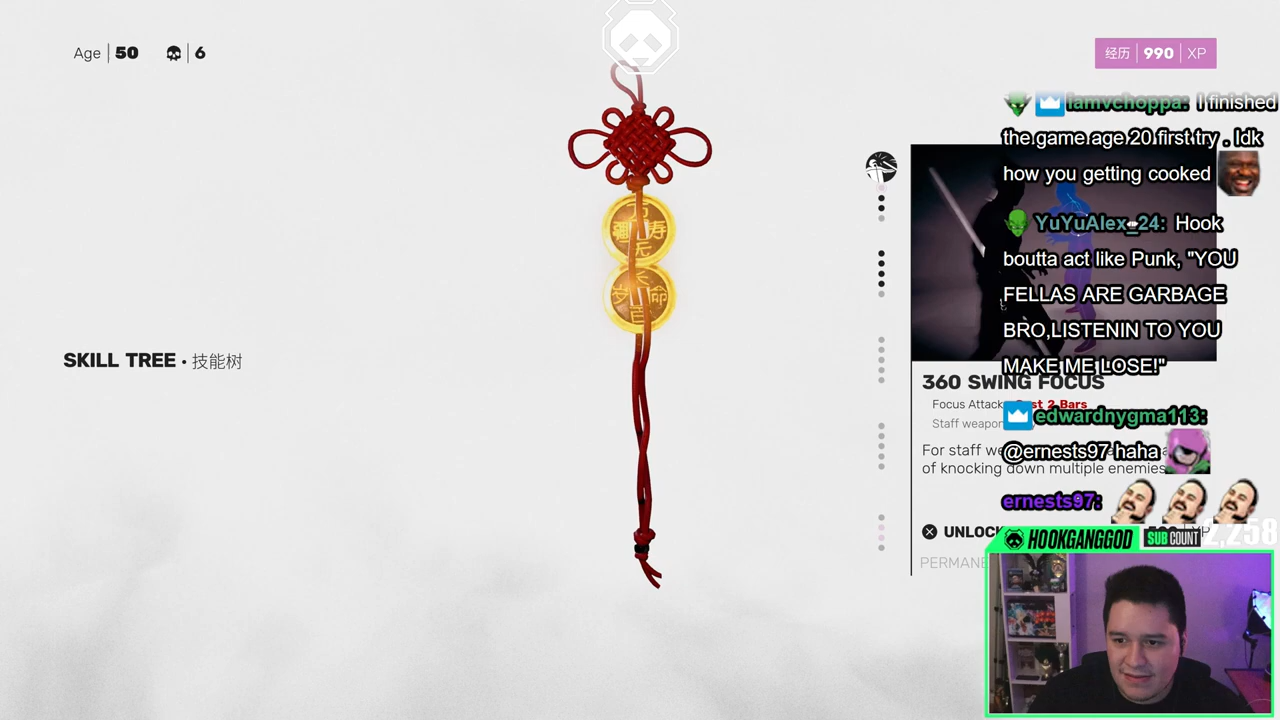 Age | 50 6
经历 | 990 | XP
iamvchoppa: I finished
the game age 20 first try . Idk
how you getting cooked
YuYuAlex_24: Hook
boutta act like Punk, "YOU
FELLAS ARE GARBAGE
BRO,LISTENIN TO YOU
MAKE ME LOSE!"
SKILL TREE • 技能树
360 SWING FOCUS
Focus Attack 2 Bars
Staff weapon
edwardnygma113:
For staff
@ernests97 haha
of knocking down multiple enemies
ernests97:
UNLOCK
XP
PERMANE
HOOKGANGGOD SUB COUNT 2,258